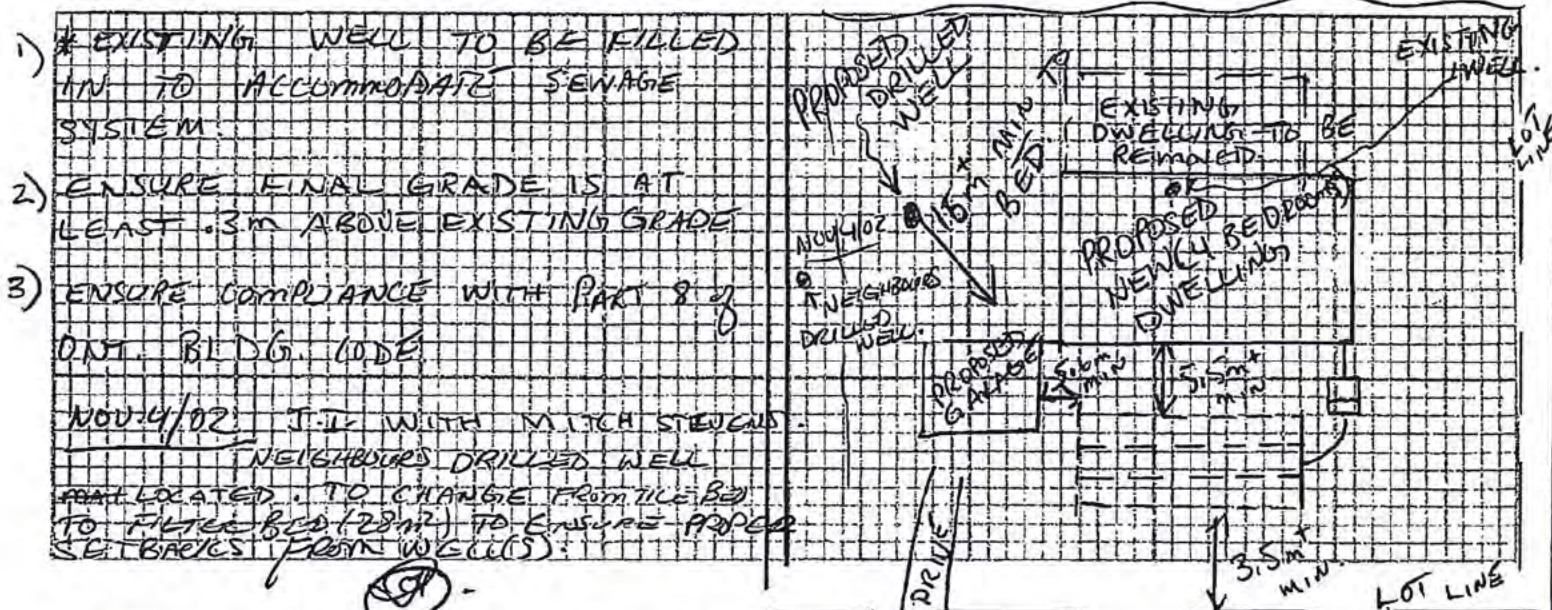 1) * EXISTING WELL TO BE FILLED
IN TO ACCOMMODATE SEWAGE
SYSTEM.
2) ENSURE FINAL GRADE IS AT
LEAST .3m ABOVE EXISTING GRADE
3) ENSURE COMPLIANCE WITH PART 8 of
ONT. BLDG. CODE
NOV. 4/02 J.I. WITH MITCH STEVENS.
NEIGHBOURS DRILLED WELL
LOCATED. TO CHANGE FROM TILE BED
TO FILTER BED (28m²) TO ENSURE PROPER
SETBACKS FROM WELL(S).
PROPOSED
DRILLED
WELL
15m+ MIN
BED
EXISTING
DWELLING TO BE
REMOVED.
EXISTING
WELL.
LOT
LINE
NOV 4/02
NEIGHBOURS
DRILLED
WELL.
PROPOSED
NEW (4 BEDROOM)
DWELLING
PROPOSED
GARAGE
5.6m
MIN
5.5m+
MIN
DRIVE
3.5m+
MIN.
LOT LINE